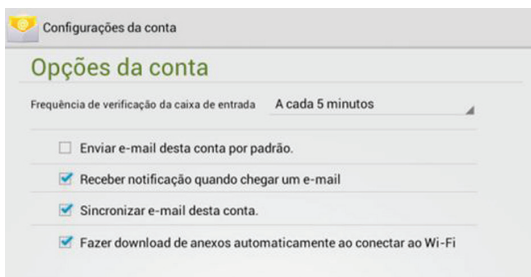 Configurações da conta
Opções da conta
Frequência de verificação da caixa de entrada A cada 5 minutos
Enviar e-mail desta conta por padrão.
Receber notificação quando chegar um e-mail
Sincronizar e-mail desta conta.
Fazer download de anexos automaticamente ao conectar ao Wi-Fi